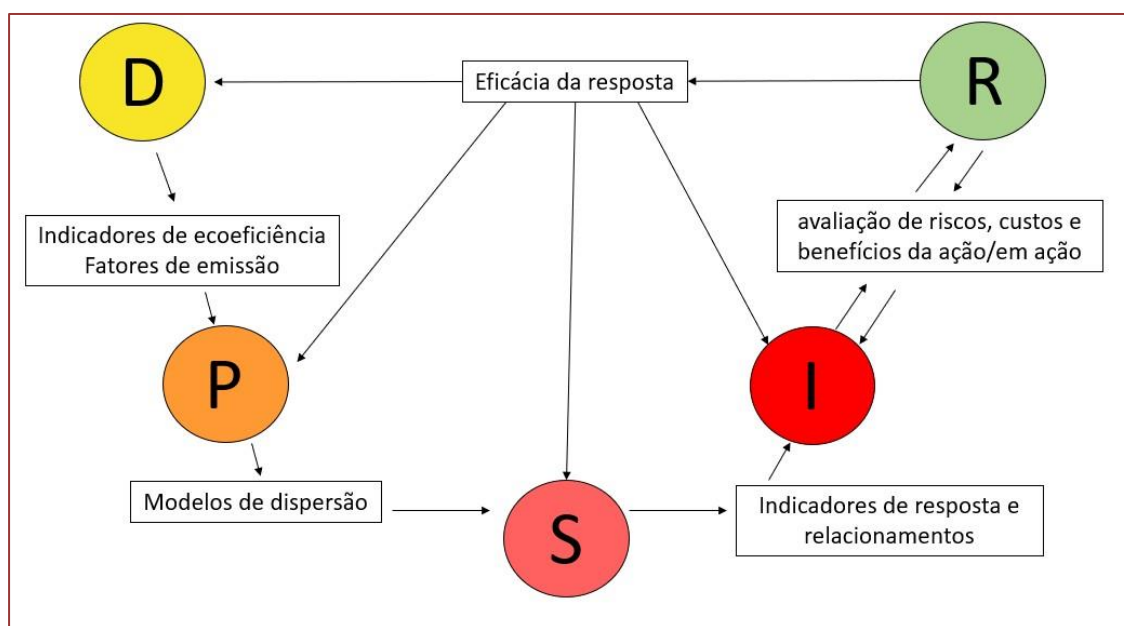 D
Eficácia da resposta
R
Indicadores de ecoeficiência
Fatores de emissão
avaliação de riscos, custos e
benefícios da ação/em ação
P
I
Modelos de dispersão
S
Indicadores de resposta e
relacionamentos